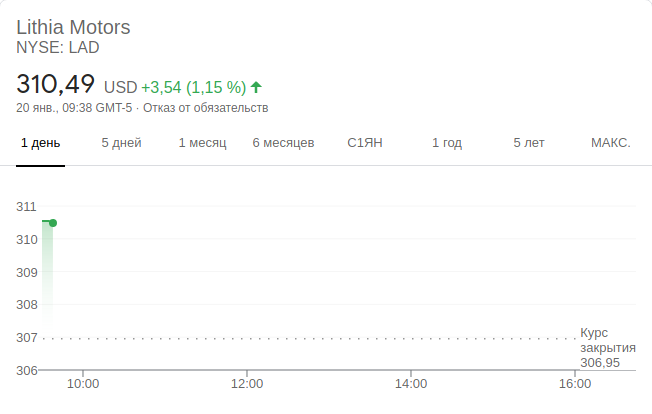 Lithia Motors
NYSE: LAD
310,49 USD +3,54 (1,15 %)
20 янв., 09:38 GMT-5 · Отказ от обязательств
1 день 5 дней 1 месяц 6 месяцев С1ЯН 1 год 5 лет МАКС.
311
310
309
308
307
Курс
закрытия
306,95
306
10:00 12:00 14:00 16:00